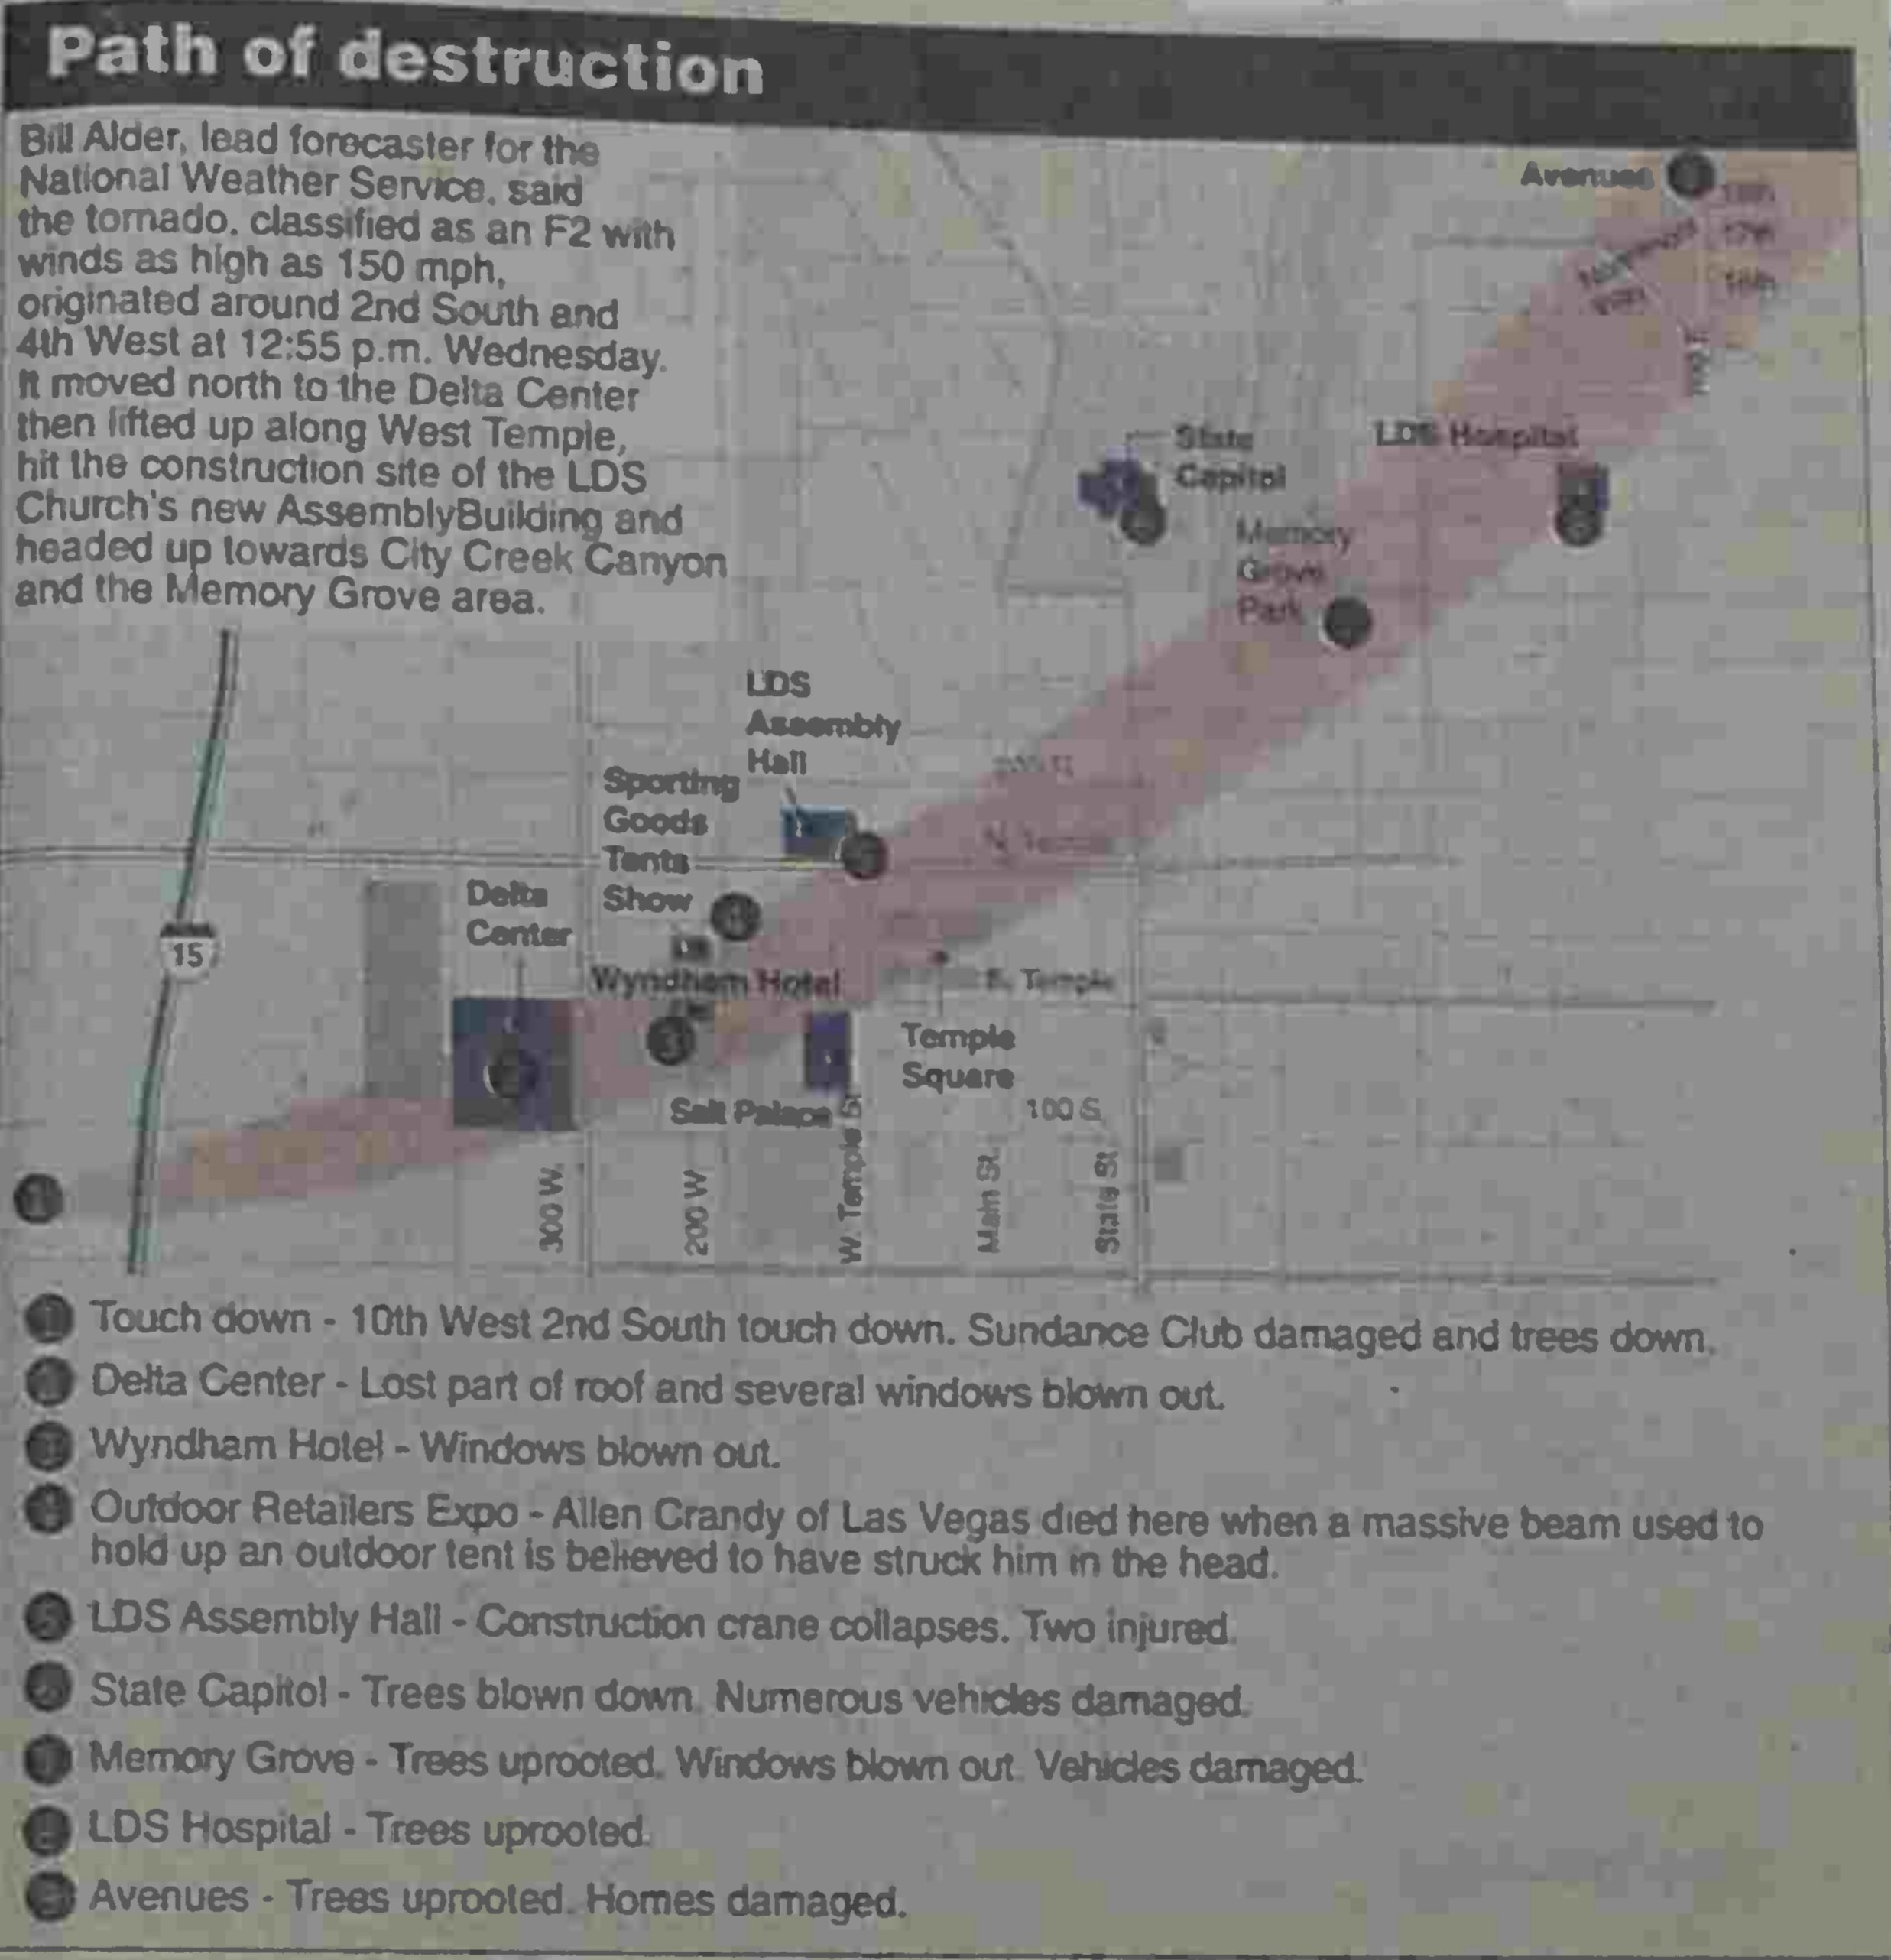 Path of destruction
Bill Alder, lead forecaster for the
National Weather Service, said
the tornado, classified as an F2 with
winds as high as 150 mph,
originated around 2nd South and
4th West at 12:55 p.m. Wednesday.
It moved north to the Delta Center
then lifted up along West Temple,
hit the construction site of the LDS
Church's new AssemblyBuilding and
headed up towards City Creek Canyon
and the Memory Grove area.
Avenues
State
Capitol
LDS Hospital
Memory
Grove
Park
LDS
Assembly
Hall
Sporting
Goods
Tents
Show
N. Temple
Delta
Center
15
Wyndham Hotel
S. Temple
3
Temple
Square
Salt Palace
100 S.
1
300 W.
200 W
W. Temple St
Main St.
State St
1 Touch down - 10th West 2nd South touch down. Sundance Club damaged and trees down.
Delta Center - Lost part of roof and several windows blown out.
3 Wyndham Hotel - Windows blown out.
4 Outdoor Retailers Expo - Allen Crandy of Las Vegas died here when a massive beam used to
hold up an outdoor tent is believed to have struck him in the head.
5 LDS Assembly Hall - Construction crane collapses. Two injured.
State Capitol - Trees blown down. Numerous vehicles damaged.
7 Memory Grove - Trees uprooted. Windows blown out. Vehicles damaged.
LDS Hospital - Trees uprooted.
Avenues - Trees uprooted. Homes damaged.